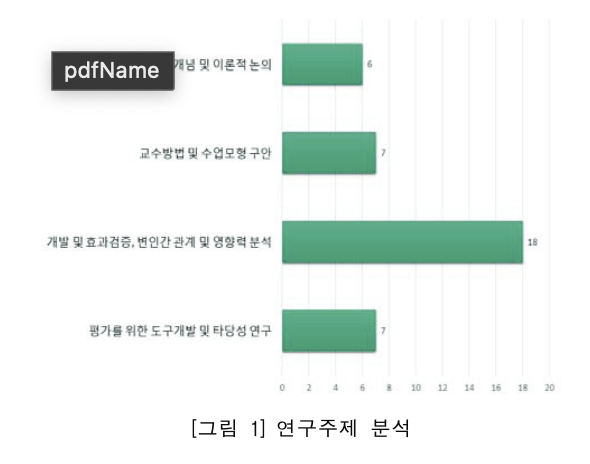 pdfName 개념 및 이론적 논의 6
교수방법 및 수업모형 구안 7
개발 및 효과검증, 변인간 관계 및 영향력 분석 18
평가를 위한 도구개발 및 타당성 연구 7
0 2 4 6 8 10 12 14 16 18 20
[그림 1] 연구주제 분석